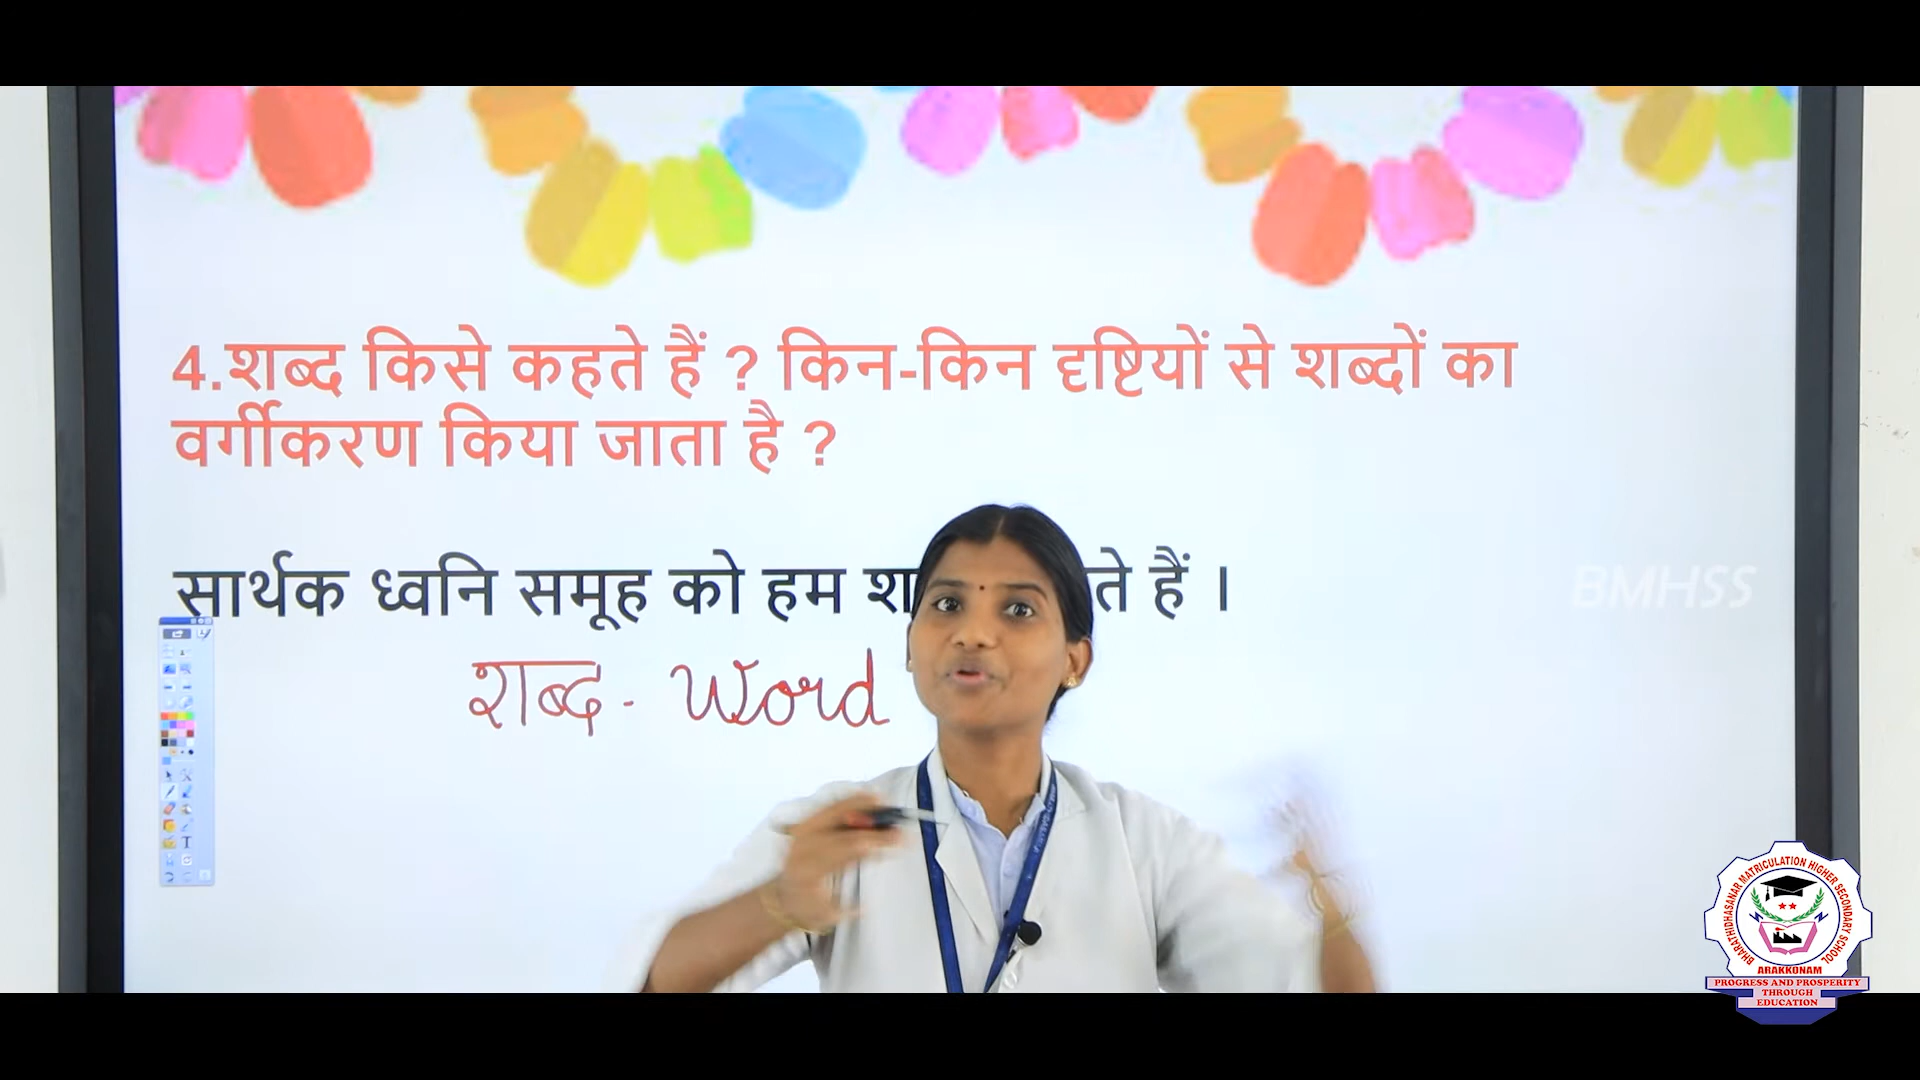 4.शब्द किसे कहते हैं ? किन-किन दृष्टियों से शब्दों का
वर्गीकरण किया जाता है ?
सार्थक ध्वनि समूह को हम हैं ।
शब्द - Word
BMHSS
BHARATHIDHASANAR MATRICULATION HIGHER SECONDARY SCHOOL
ARAKKONAM
PROGRESS AND PROSPERITY
THROUGH
EDUCATION